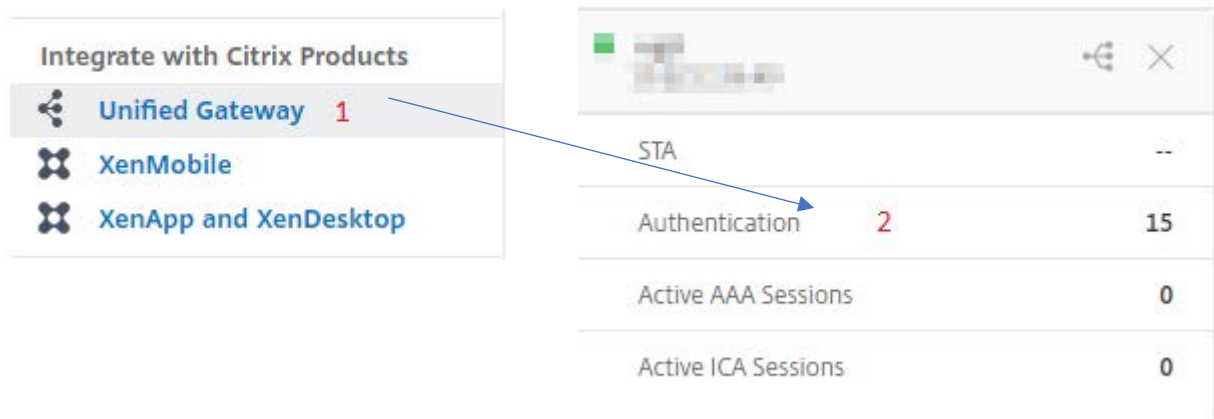 Integrate with Citrix Products
Unified Gateway 1
XenMobile
XenApp and XenDesktop
STA --
Authentication 2 15
Active AAA Sessions 0
Active ICA Sessions 0